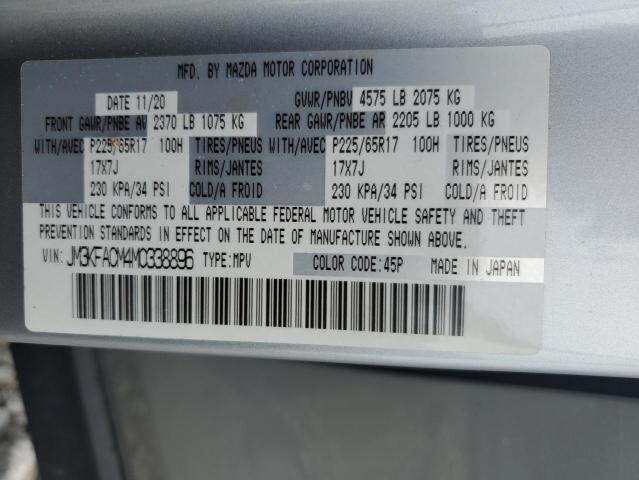 MFD. BY MAZDA MOTOR CORPORATION
DATE 11/20 GVWR/PNBV 4575 LB 2075 KG
FRONT GAWR/PNBE AV 2370 LB 1075 KG REAR GAWR/PNBE AR 2205 LB 1000 KG
WITH/AVEC P225/65R17 100H TIRES/PNEUS WITH/AVEC P225/65R17 100H TIRES/PNEUS
17X7J RIMS/JANTES 17X7J RIMS/JANTES
230 KPA/34 PSI COLD/A FROID 230 KPA/34 PSI COLD/A FROID
THIS VEHICLE CONFORMS TO ALL APPLICABLE FEDERAL MOTOR VEHICLE SAFETY AND THEFT
PREVENTION STANDARDS IN EFFECT ON THE DATE OF MANUFACTURE SHOWN ABOVE.
VIN: JM3KFACM4M0338896 TYPE:MPV COLOR CODE:45P MADE IN JAPAN